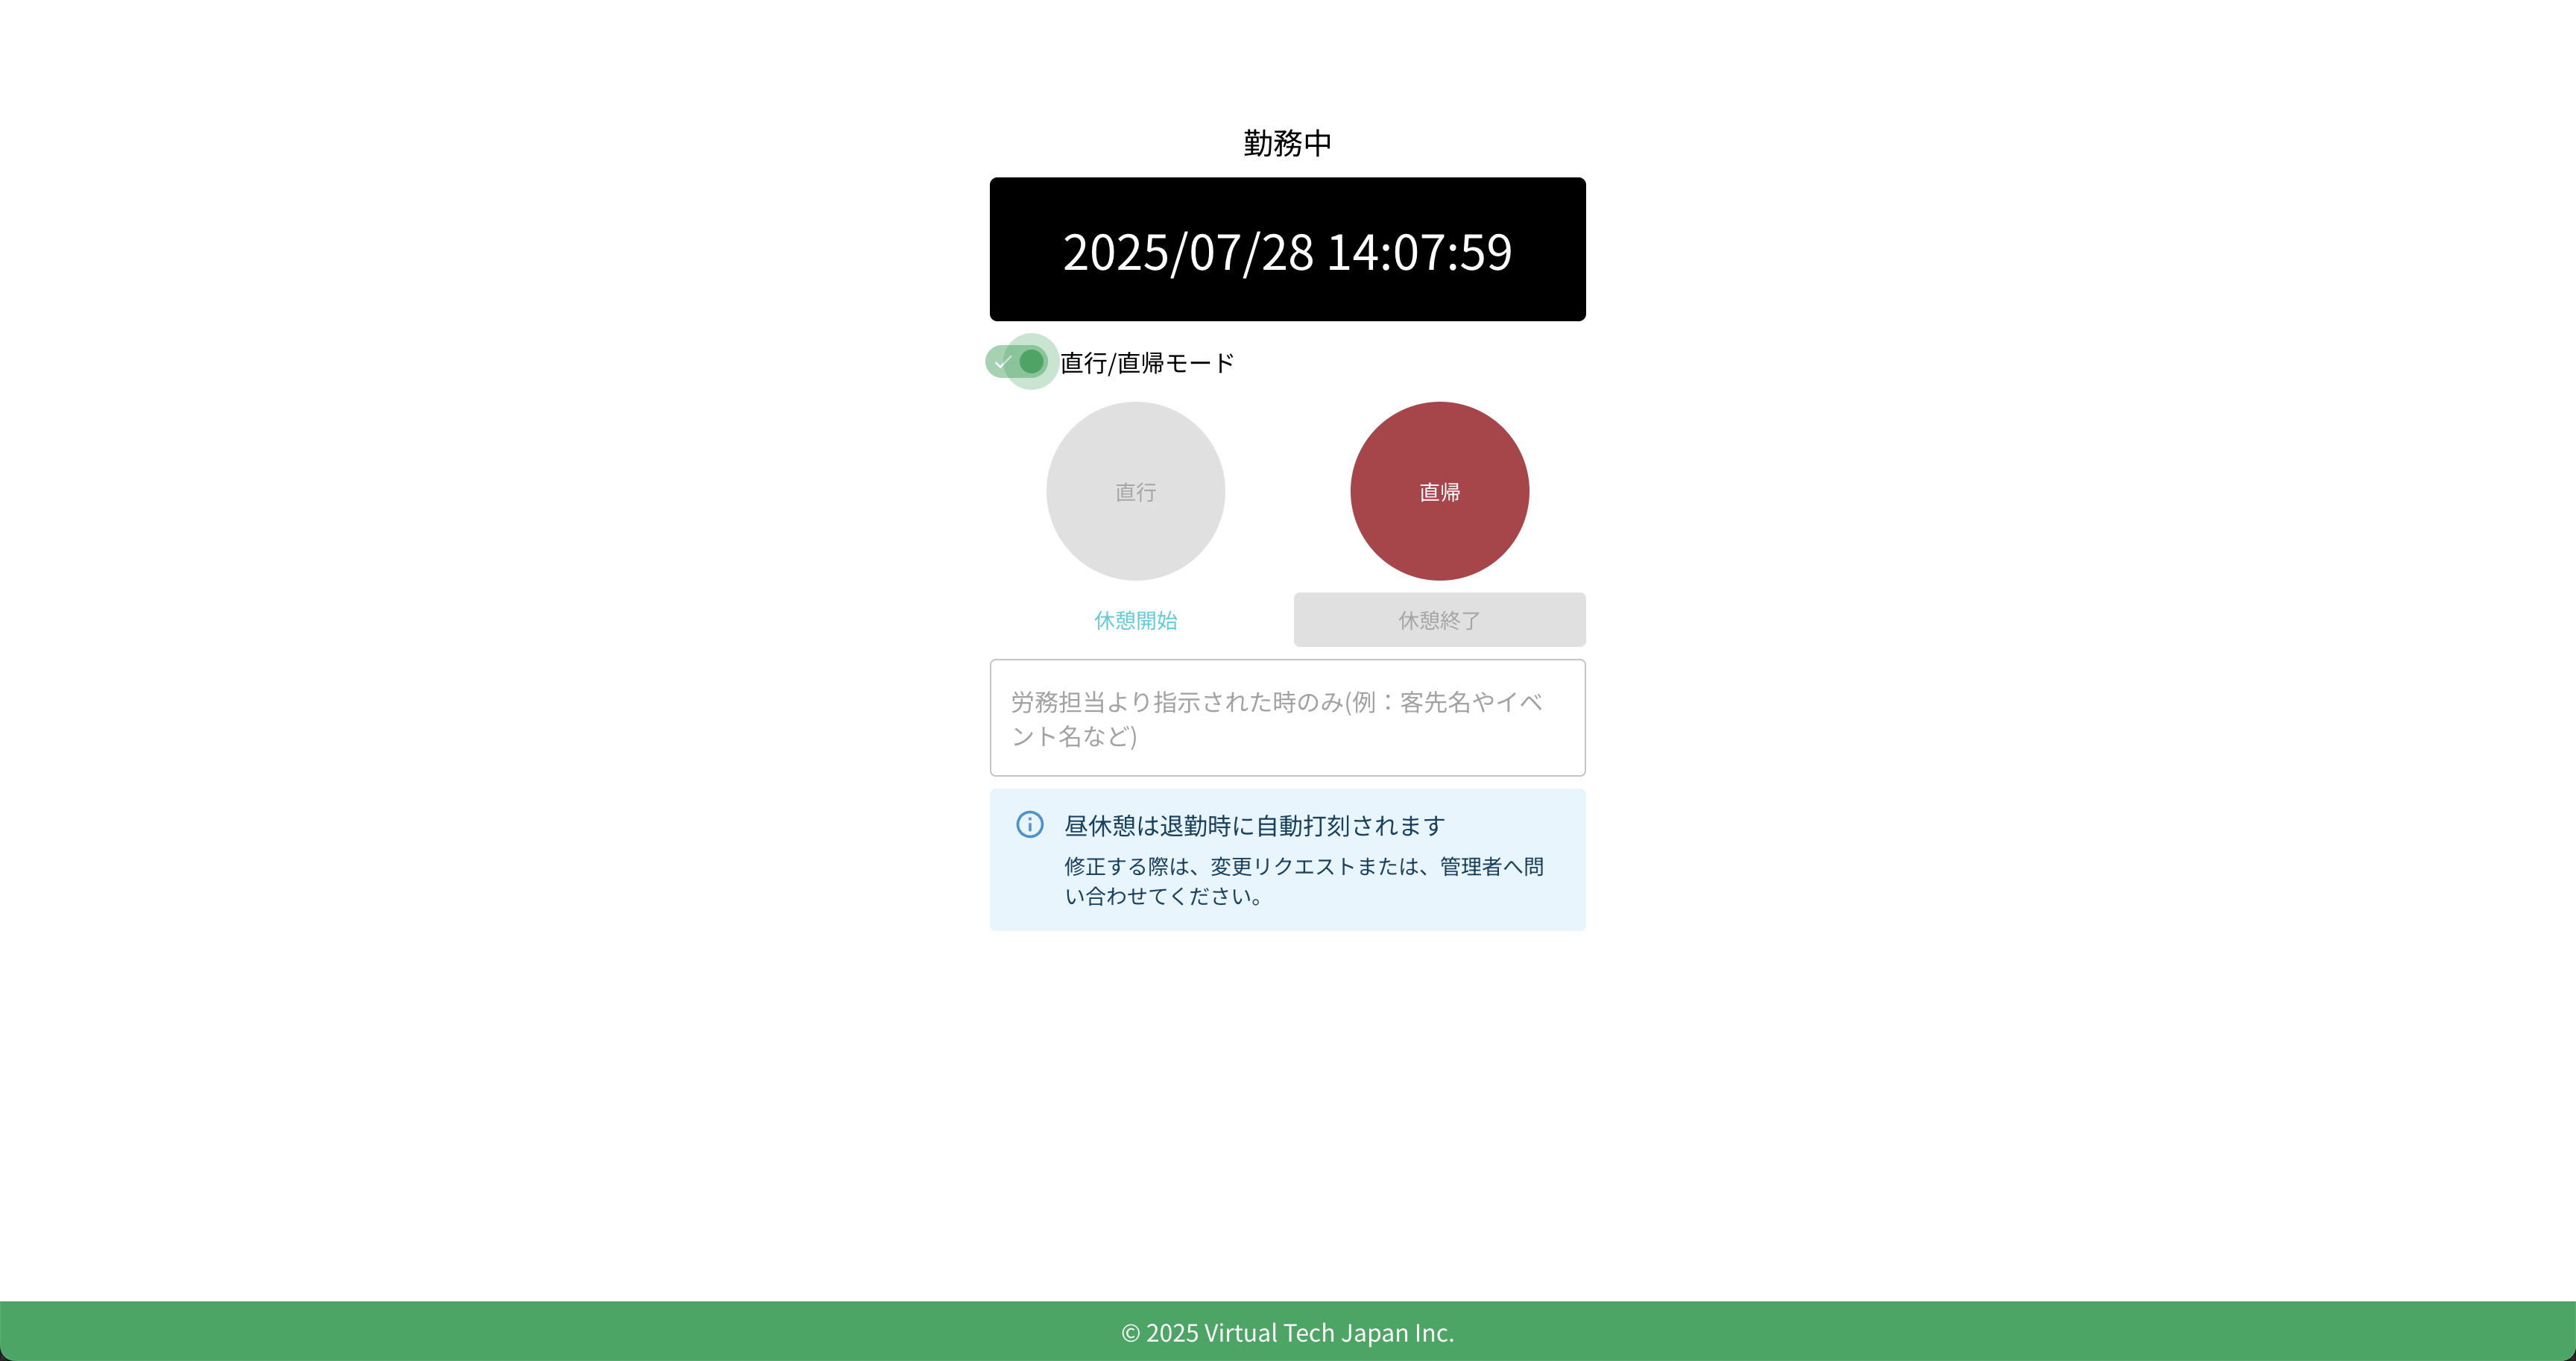 勤務中
2025/07/28 14:07:59
直行/直帰モード
直行
直帰
休憩開始
休憩終了
労務担当より指示された時のみ(例：客先名やイベ
ント名など)
昼休憩は退勤時に自動打刻されます
修正する際は、変更リクエストまたは、管理者へ問
い合わせてください。
© 2025 Virtual Tech Japan Inc.